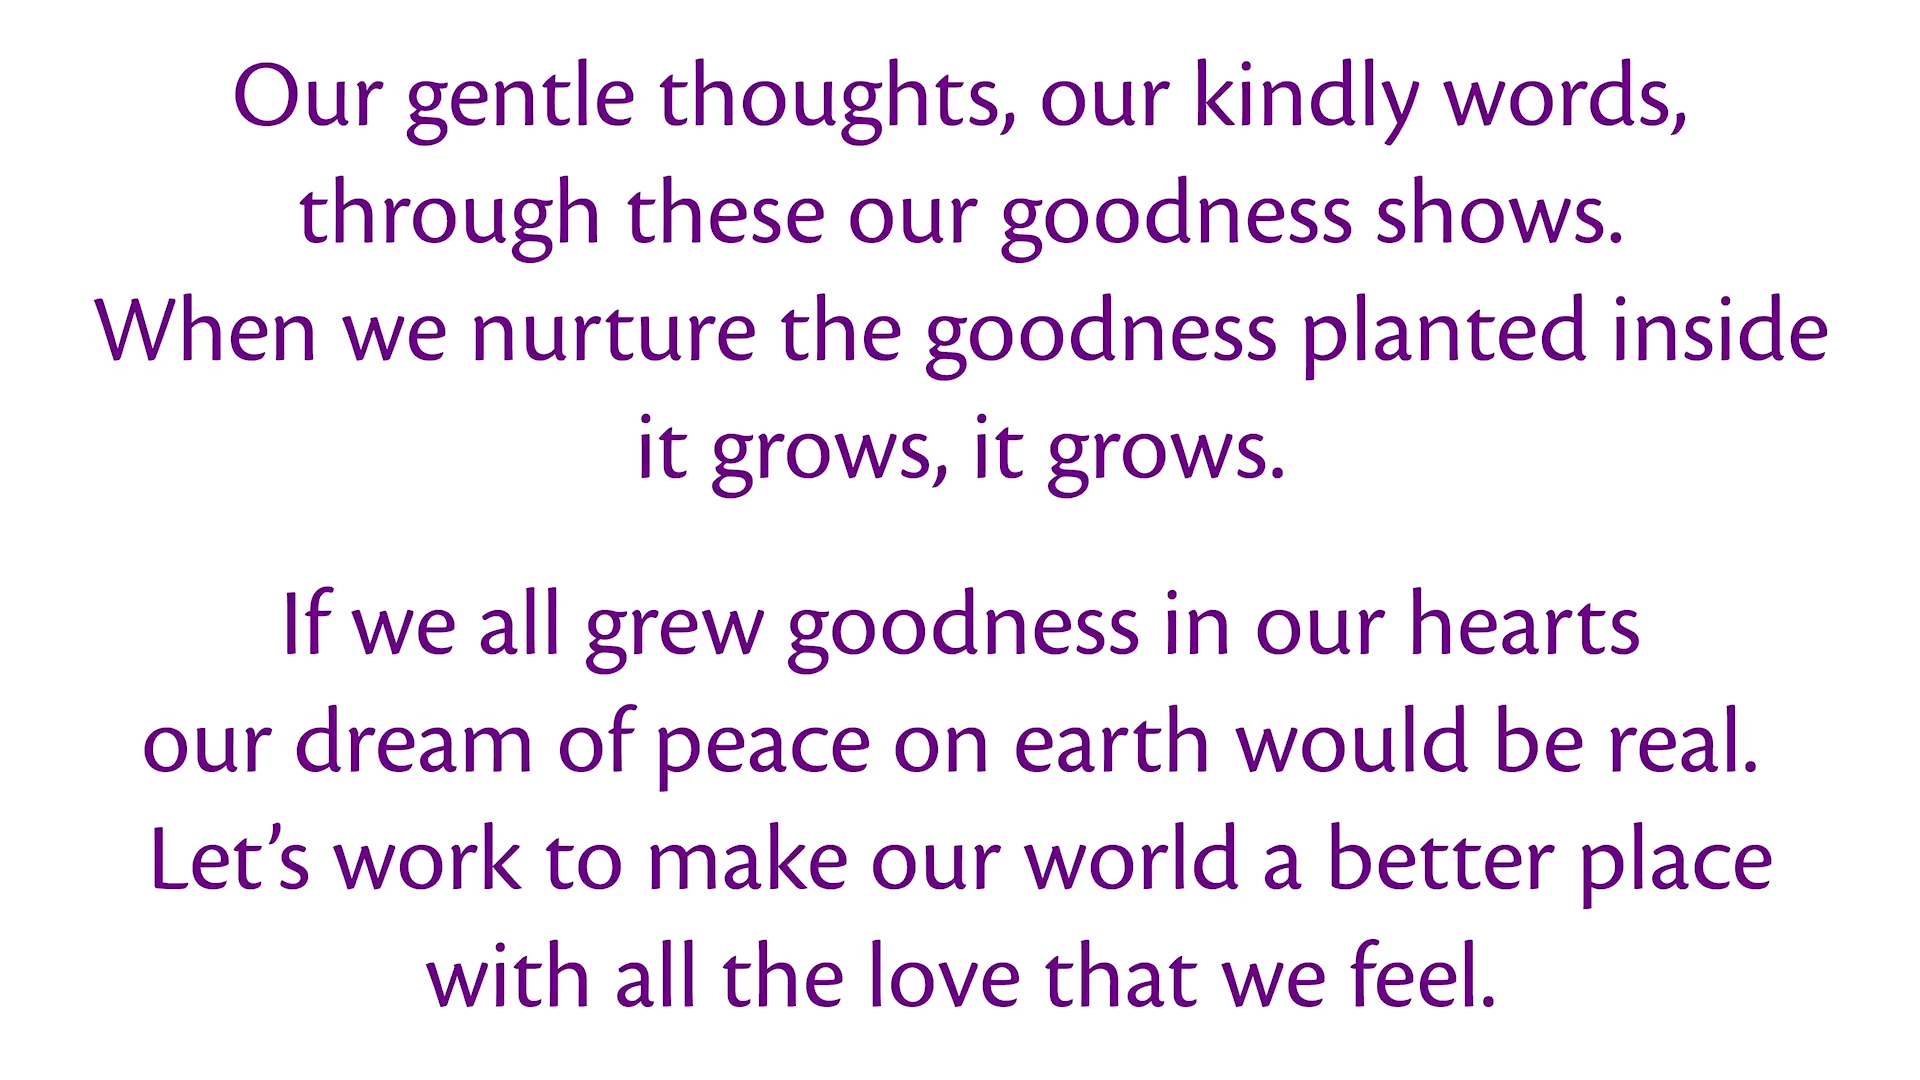 Our gentle thoughts, our kindly words,
through these our goodness shows.
When we nurture the goodness planted inside
it grows, it grows.
If we all grew goodness in our hearts
our dream of peace on earth would be real.
Let’s work to make our world a better place
with all the love that we feel.